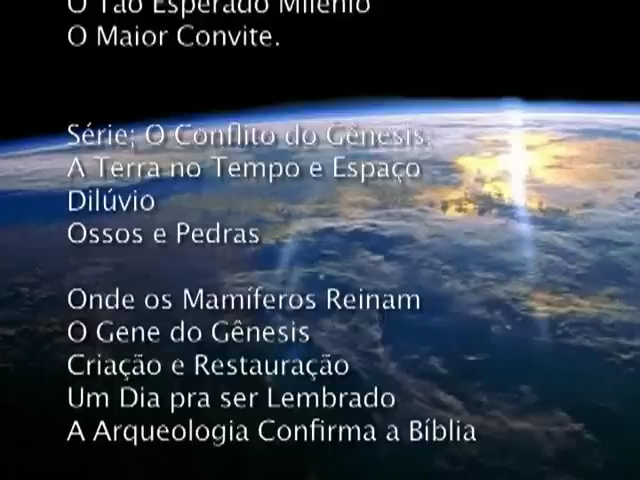 O Tão Esperado Milênio
O Maior Convite.
Série; O Conflito do Gênesis;
A Terra no Tempo e Espaço
Dilúvio
Ossos e Pedras
Onde os Mamíferos Reinam
O Gene do Gênesis
Criação e Restauração
Um Dia pra ser Lembrado
A Arqueologia Confirma a Bíblia